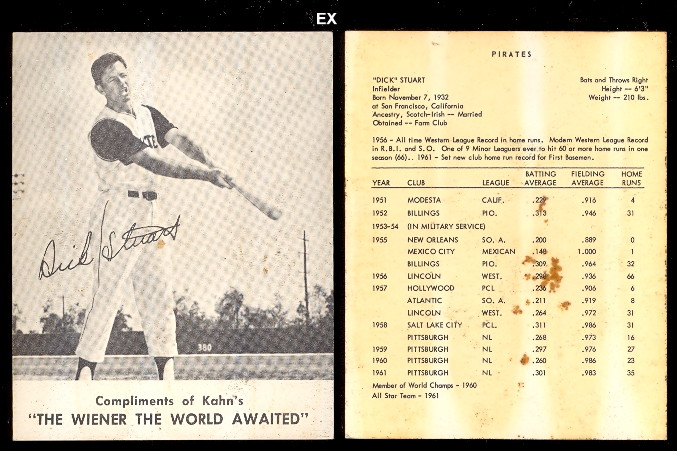 EX
TE
Dick Stuart
380
Compliments of Kahn's
"THE WIENER THE WORLD AWAITED"
PIRATES
"DICK" STUART Bats and Throws Right
Infielder Height -- 6'3"
Born November 7, 1932 Weight -- 210 lbs.
at San Francisco, California
Ancestry, Scotch-Irish -- Married
Obtained -- Farm Club
1956 - All time Western League Record in home runs. Modern Western League Record
in R.B.I. and S.O. One of 9 Minor Leaguers ever to hit 60 or more home runs in one
season (66).. 1961 - Set new club home run record for First Basemen.
BATTING FIELDING HOME
YEAR CLUB LEAGUE AVERAGE AVERAGE RUNS
1951 MODESTA CALIF. .916 4
1952 BILLINGS PIO. .313 .946 31
1953-54 (IN MILITARY SERVICE)
1955 NEW ORLEANS SO. A. .200 .889 0
MEXICO CITY MEXICAN .148 1.000 1
BILLINGS PIO. .309 .964 32
1956 LINCOLN WEST. .936 66
1957 HOLLYWOOD PCL .236 .906 6
ATLANTIC SO. A. .211 .919 8
LINCOLN WEST. .264 .972 31
1958 SALT LAKE CITY PCL. .311 .986 31
PITTSBURGH NL .268 .973 16
1959 PITTSBURGH NL .297 .976 27
1960 PITTSBURGH NL .260 .986 23
1961 PITTSBURGH NL .301 .983 35
Member of World Champs - 1960
All Star Team - 1961